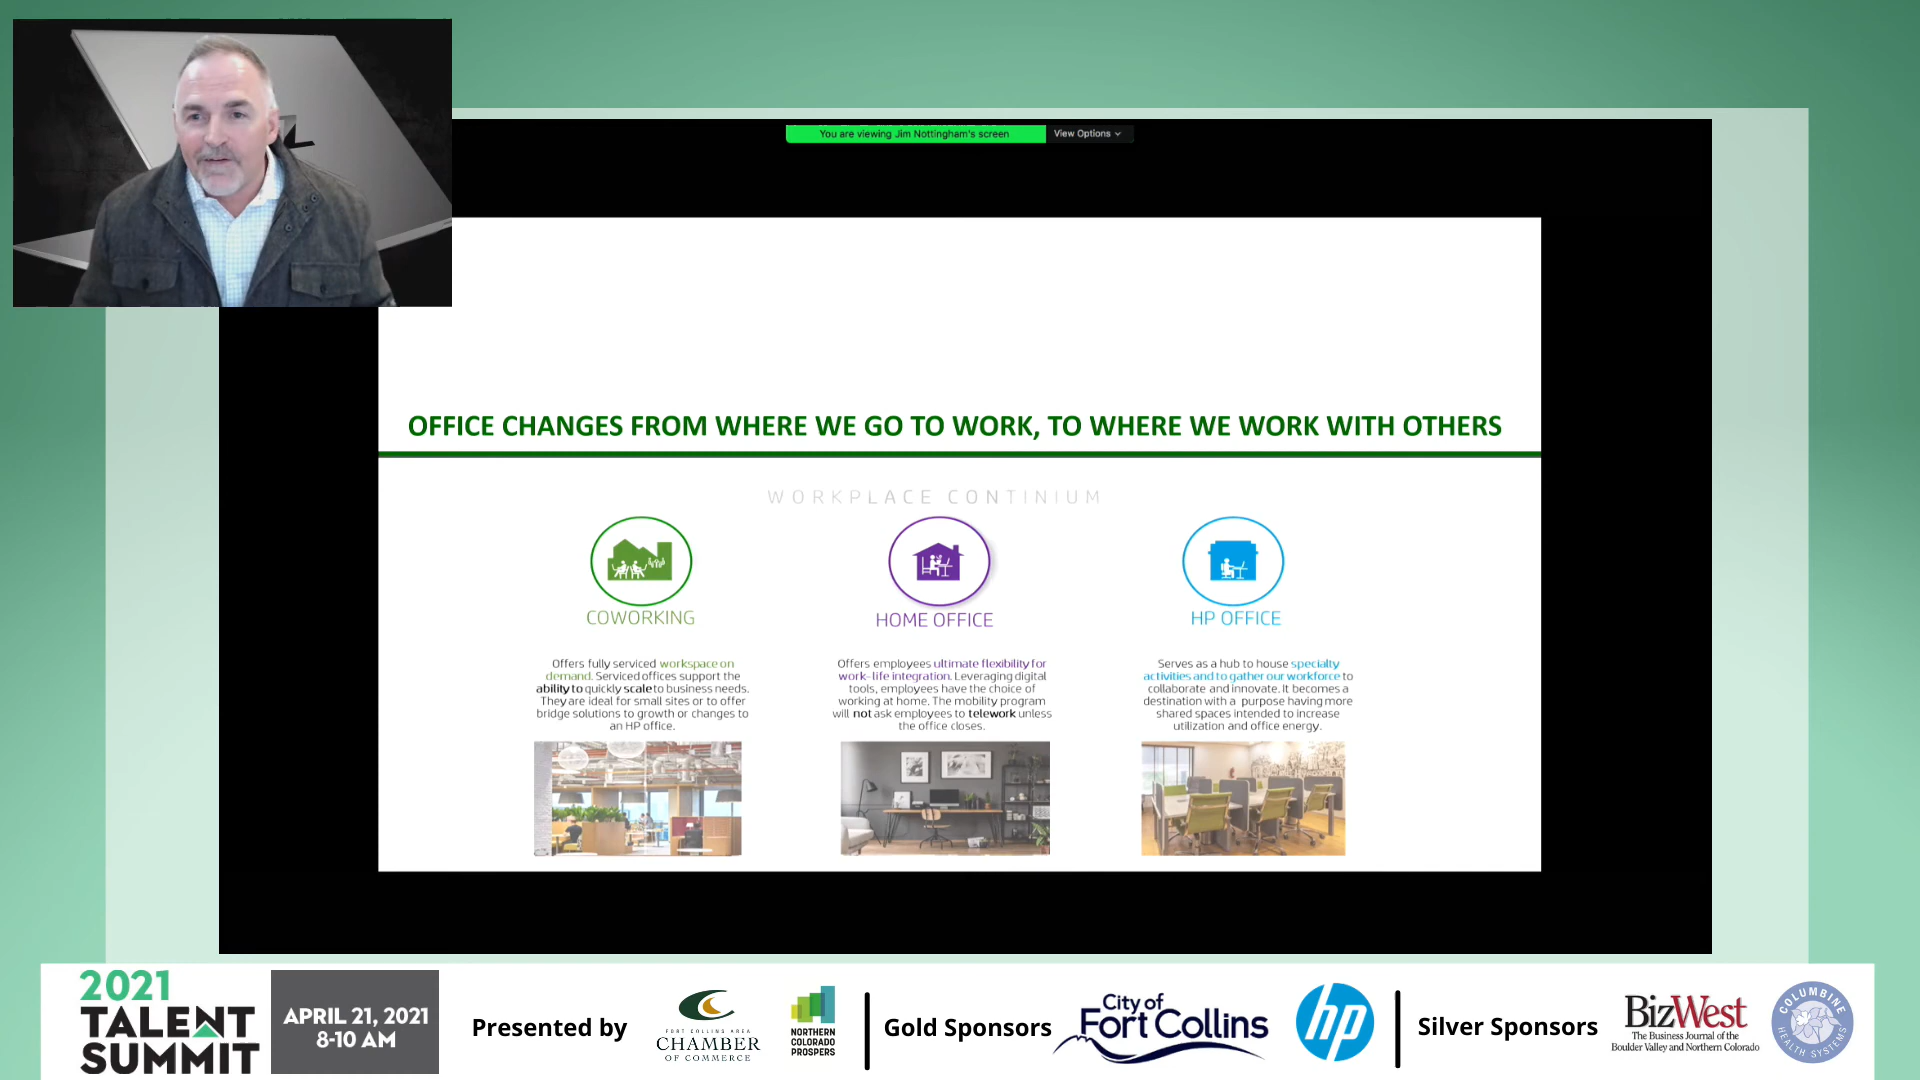 You are viewing Jim Nottingham's screen
View Options
OFFICE CHANGES FROM WHERE WE GO TO WORK, TO WHERE WE WORK WITH OTHERS
WORKPLACE CONTINIUM
COWORKING
Offers fully serviced workspace on
demand. Serviced offices support the
ability to quickly scale to business needs.
They are ideal for small sites or to offer
bridge solutions to growth or changes to
an HP office.
HOME OFFICE
Offers employees ultimate flexibility for
work-life integration. Leveraging digital
tools, employees have the choice of
working at home. The mobility program
will not ask employees to telework unless
the office closes.
HP OFFICE
Serves as a hub to house specialty
activities and to gather our workforce to
collaborate and innovate. It becomes a
destination with a purpose having more
shared spaces intended to increase
utilization and office energy.
2021
TALENT
SUMMIT
APRIL 21, 2021
8-10 AM
Presented by
FORT COLLINS AREA
CHAMBER
OF COMMERCE
NORTHERN
COLORADO
PROSPERS
Gold Sponsors
City of
Fort Collins
hp
Silver Sponsors
BizWest
The Business Journal of the
Boulder Valley and Northern Colorado
COLUMBINE
HEALTH SYSTEMS